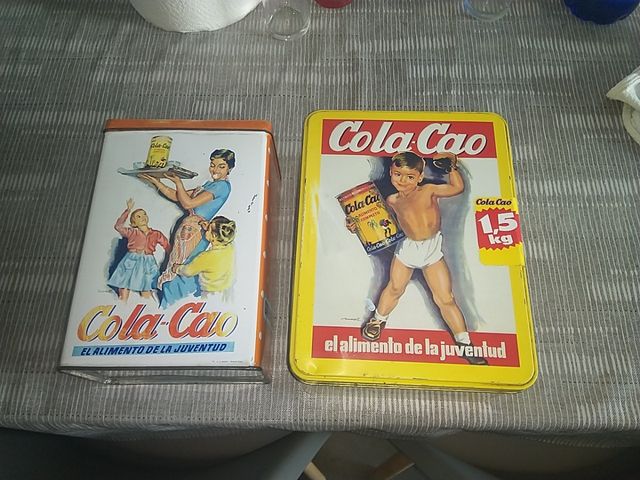 Cola-Cao
Cola-Cao
EL ALIMENTO DE LA JUVENTUD
Cola-Cao
Cola Cao
Cola Cao
1,5
kg
el alimento de la juventud